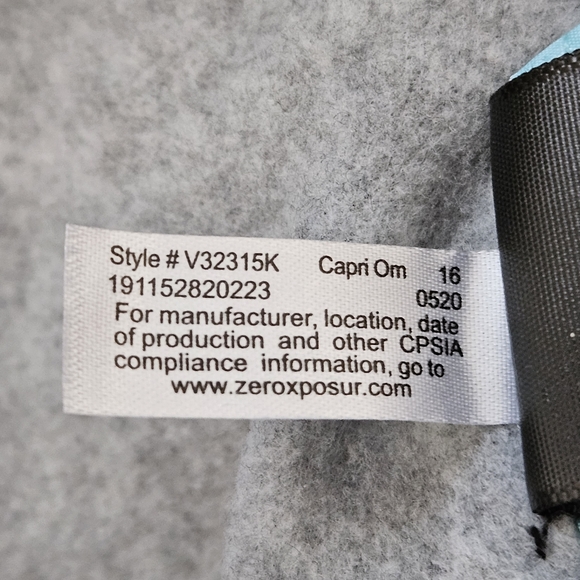 Style # V32315K Capri Om 16
191152820223 0520
For manufacturer, location, date
of production and other CPSIA
compliance information, go to
www.zeroxposur.com